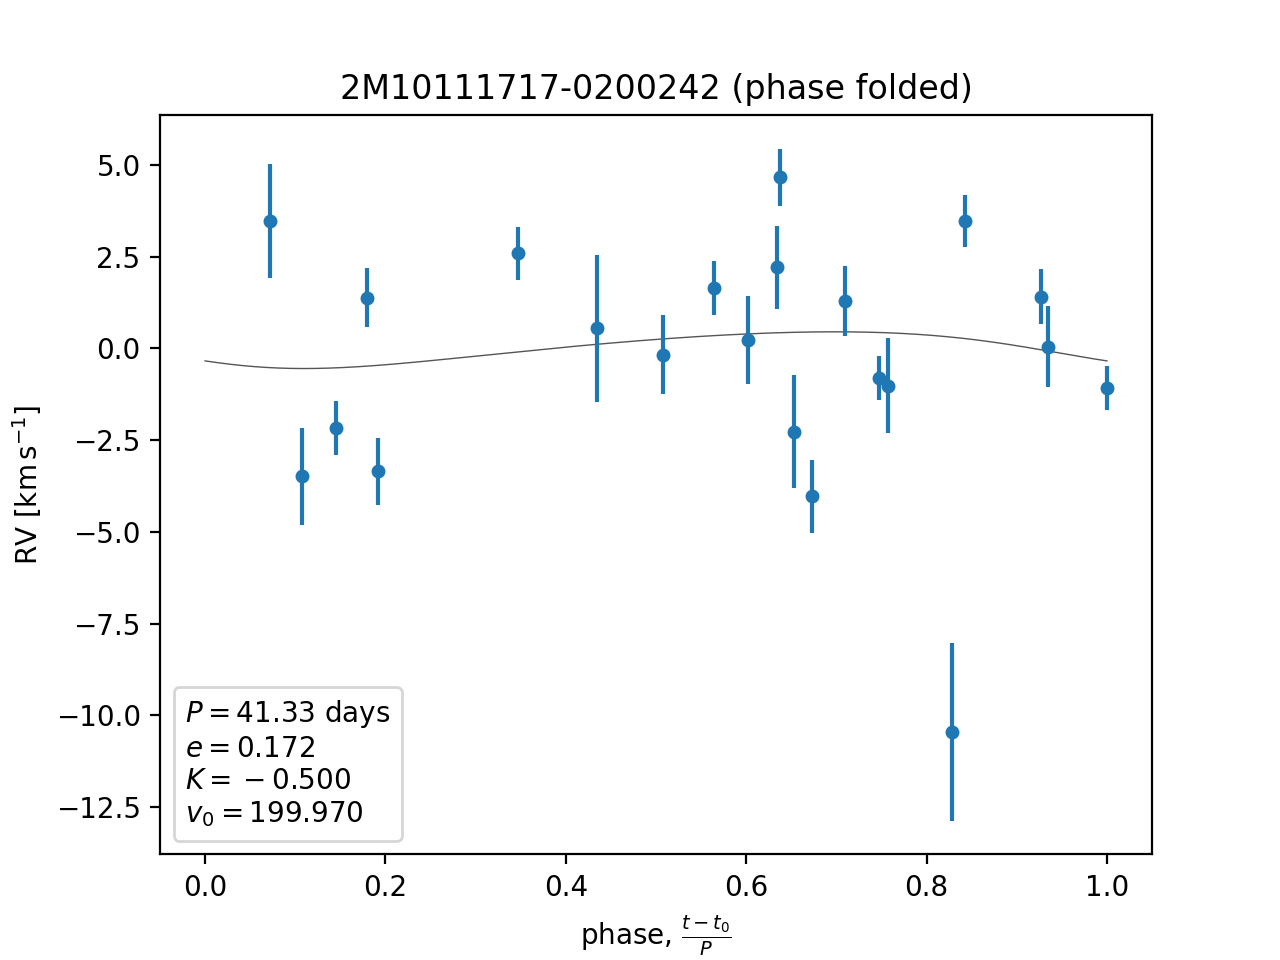 2M10111717-0200242 (phase folded)
RV [km s⁻¹]
5.0
2.5
0.0
−2.5
−5.0
−7.5
−10.0
−12.5
P = 41.33 days
e = 0.172
K = −0.500
v₀ = 199.970
0.0 0.2 0.4 0.6 0.8 1.0
phase, (t − t₀)/P